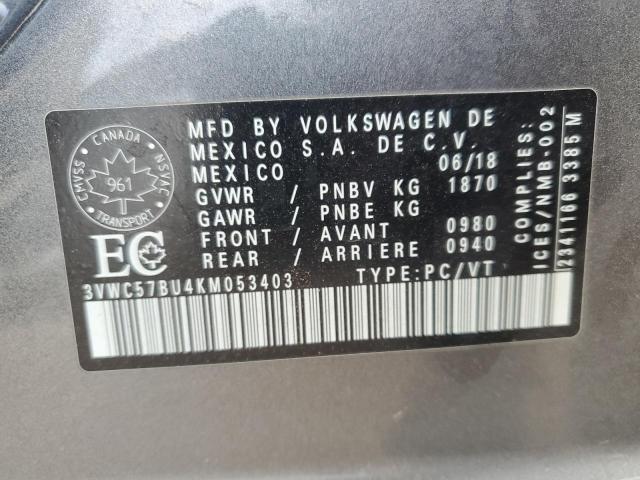 MFD BY VOLKSWAGEN DE
MEXICO S.A. DE C.V.
MEXICO 06/18
GVWR / PNBV KG 1870
GAWR / PNBE KG
FRONT / AVANT 0980
REAR / ARRIERE 0940
3VWC57BU4KM053403 TYPE:PC/VT
CANADA
CMVSS
NSVAC
961
TRANSPORT
EC
COMPLIES:
ICES/NMB-002
2341166 3385 M